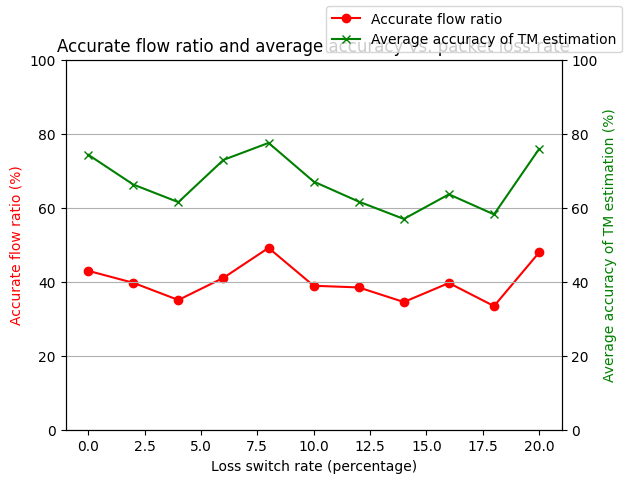 Accurate flow ratio
Average accuracy of TM estimation
Accurate flow ratio and average accuracy vs. packet loss rate
100
80
60
40
20
0
Accurate flow ratio (%)
100
80
60
40
20
0
Average accuracy of TM estimation (%)
0.0 2.5 5.0 7.5 10.0 12.5 15.0 17.5 20.0
Loss switch rate (percentage)